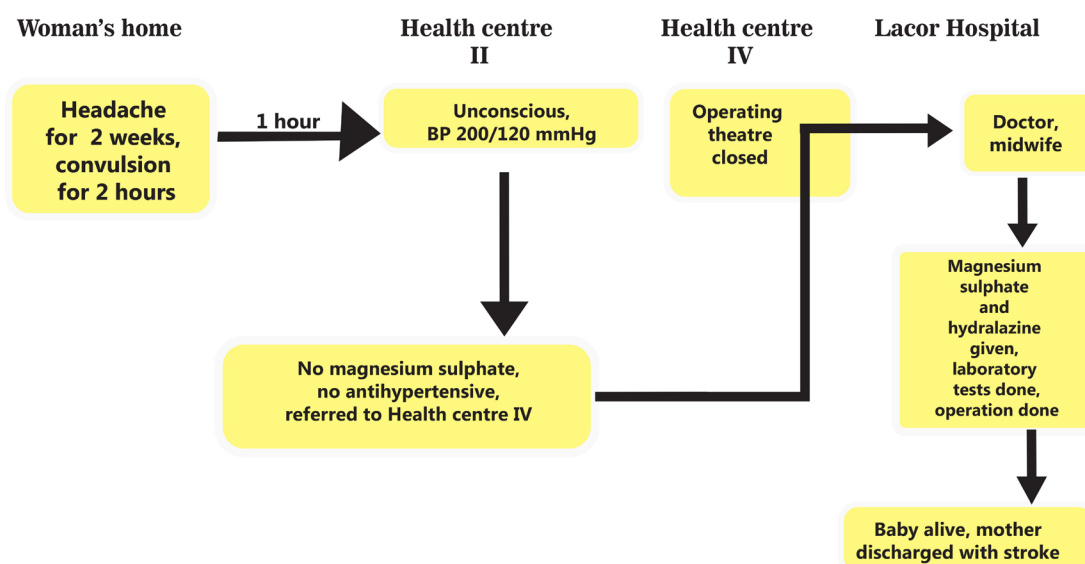 Woman’s home
Health centre
II
Health centre
IV
Lacor Hospital
Headache
for 2 weeks,
convulsion
for 2 hours
1 hour
Unconscious,
BP 200/120 mmHg
Operating
theatre
closed
Doctor,
midwife
No magnesium sulphate,
no antihypertensive,
referred to Health centre IV
Magnesium
sulphate
and
hydralazine
given,
laboratory
tests done,
operation done
Baby alive, mother
discharged with stroke